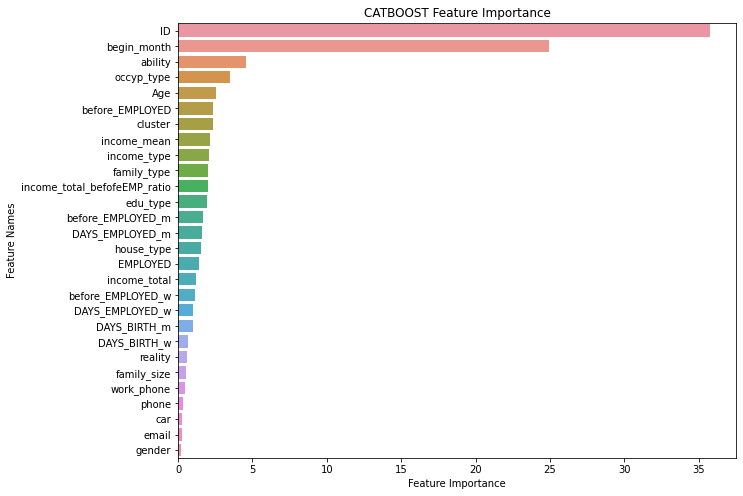 CATBOOST Feature Importance
Feature Names
ID
begin_month
ability
occyp_type
Age
before_EMPLOYED
cluster
income_mean
income_type
family_type
income_total_befofeEMP_ratio
edu_type
before_EMPLOYED_m
DAYS_EMPLOYED_m
house_type
EMPLOYED
income_total
before_EMPLOYED_w
DAYS_EMPLOYED_w
DAYS_BIRTH_m
DAYS_BIRTH_w
reality
family_size
work_phone
phone
car
email
gender
0 5 10 15 20 25 30 35
Feature Importance